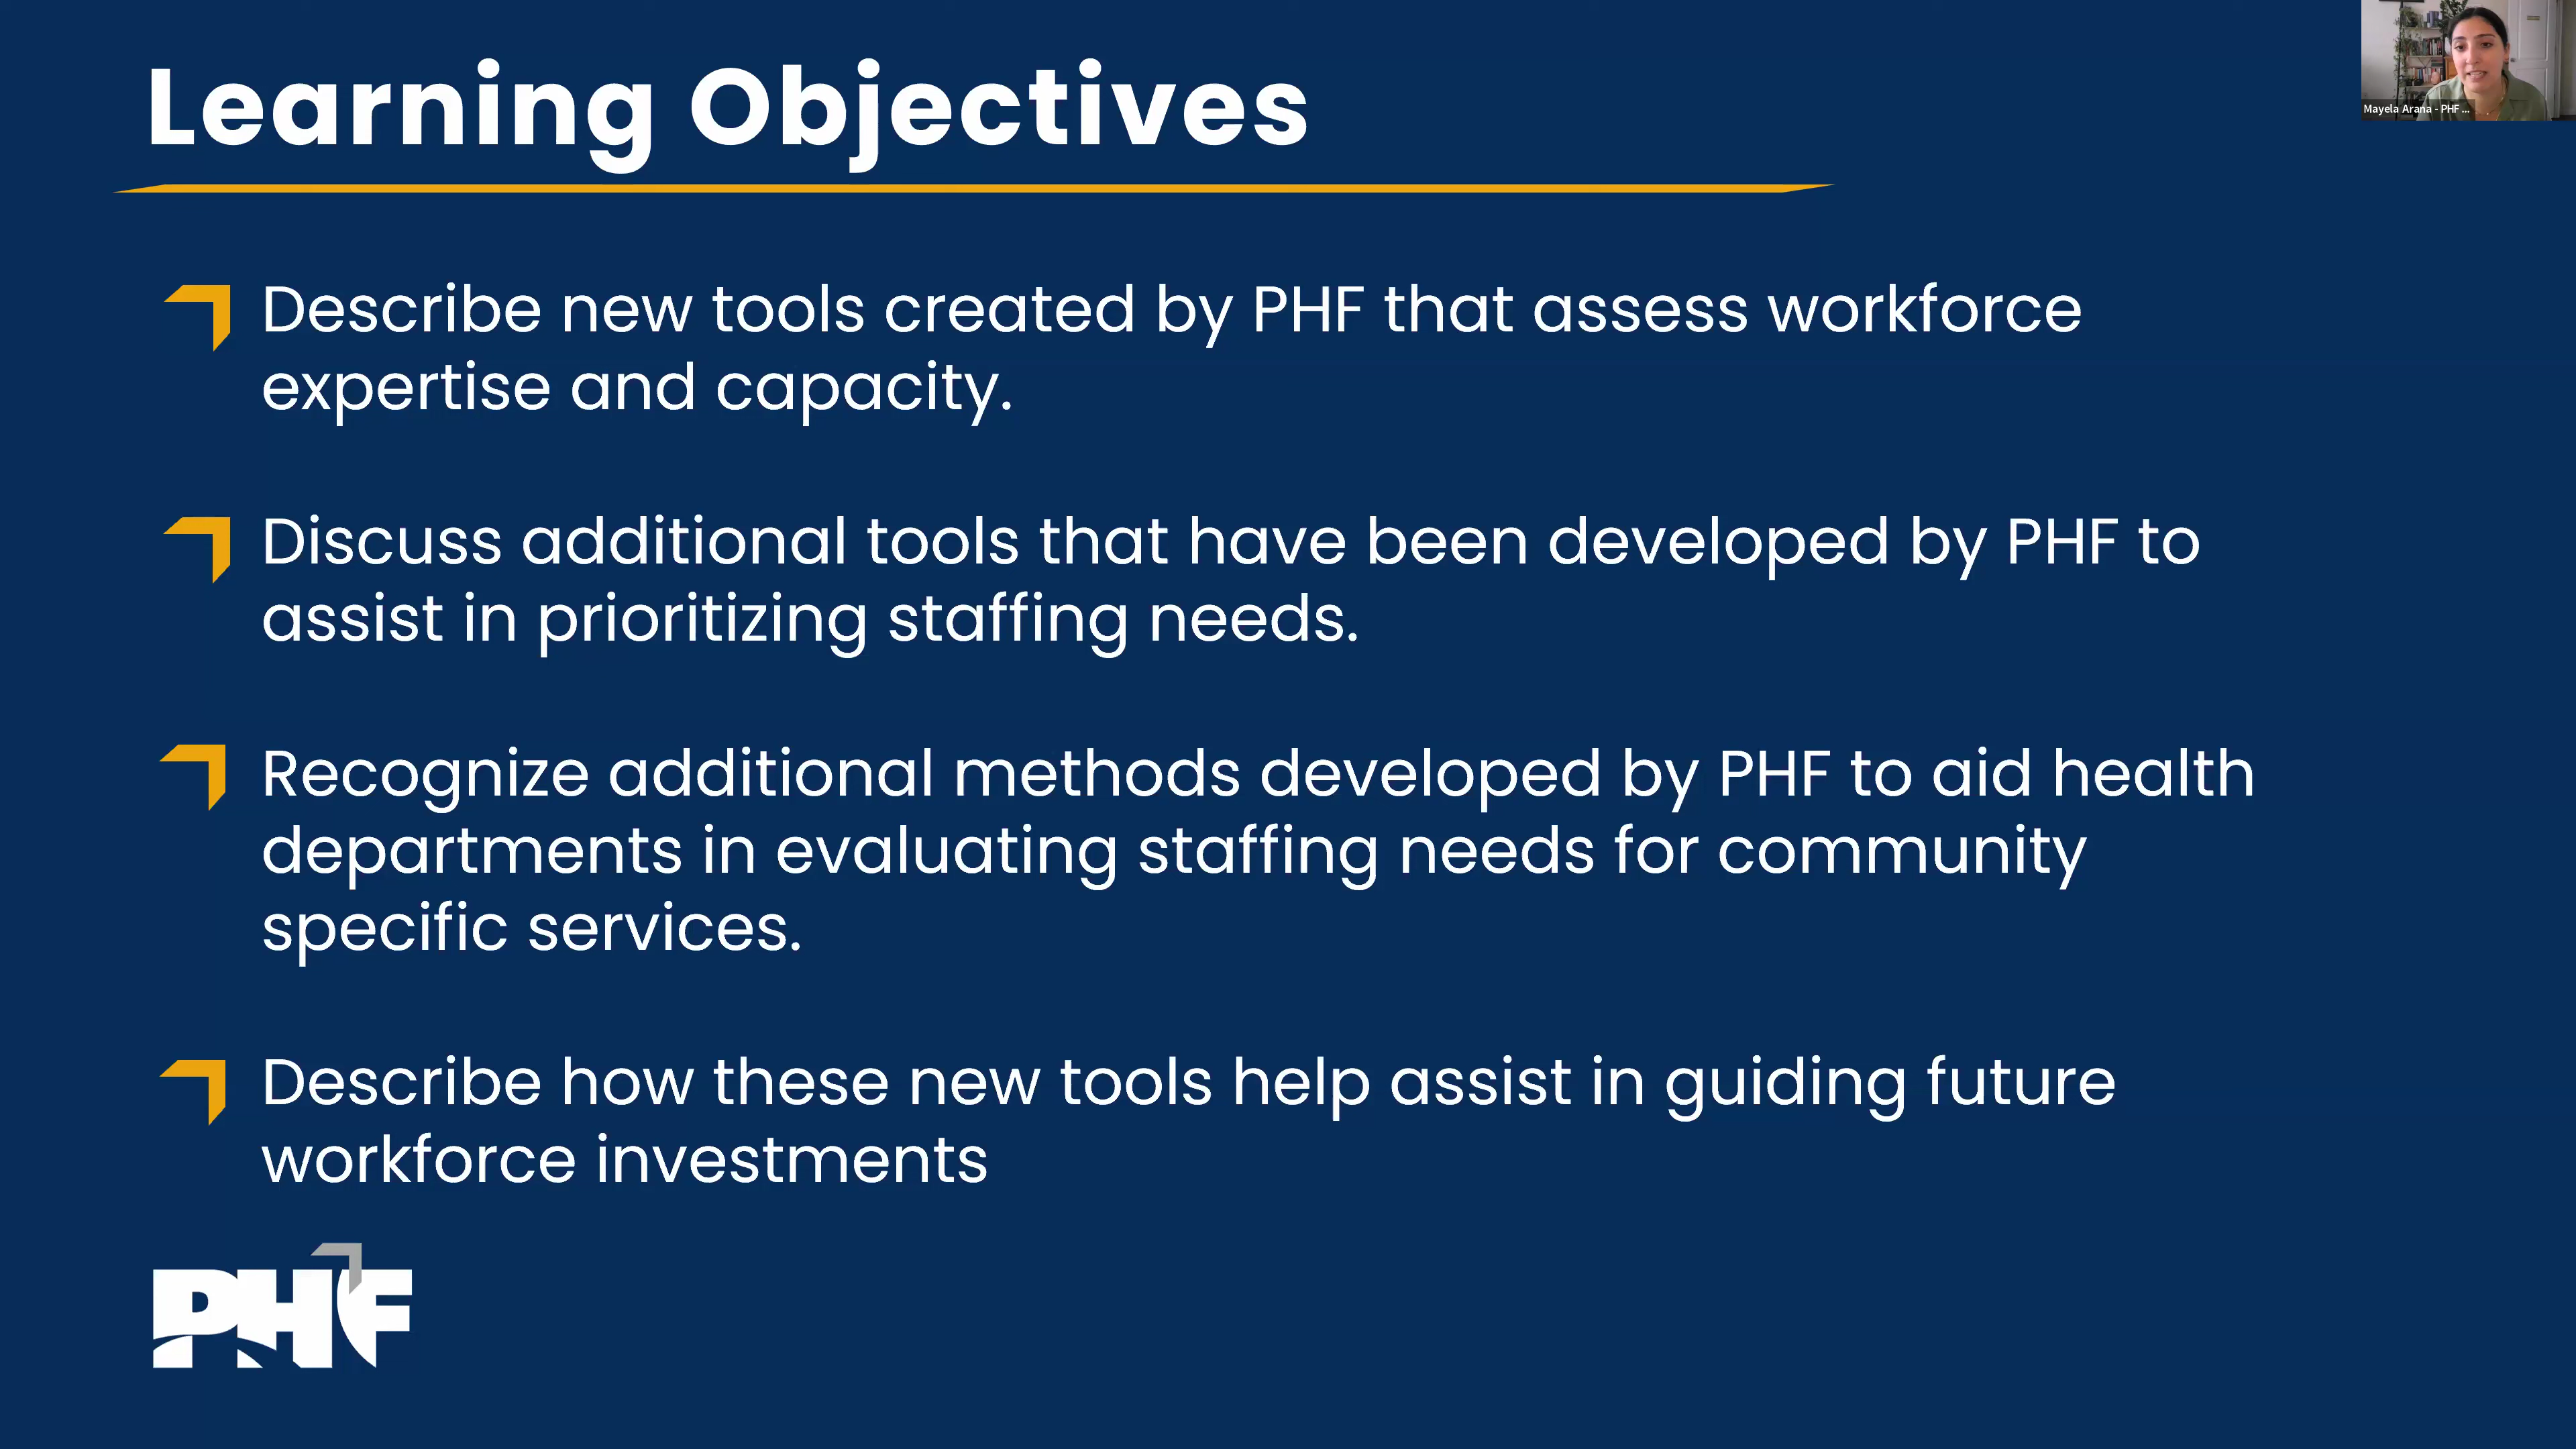 Learning Objectives
Mayela Arana - PHF ...
Describe new tools created by PHF that assess workforce
expertise and capacity.
Discuss additional tools that have been developed by PHF to
assist in prioritizing staffing needs.
Recognize additional methods developed by PHF to aid health
departments in evaluating staffing needs for community
specific services.
Describe how these new tools help assist in guiding future
workforce investments
PHF